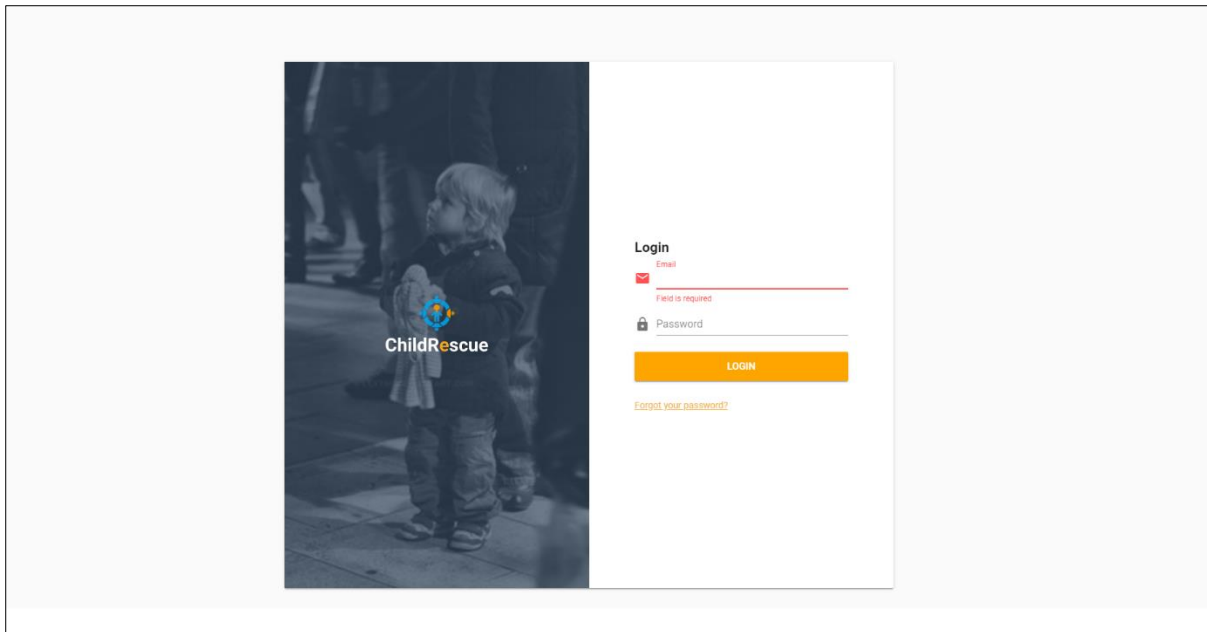 ChildRescue
Login
Email
Field is required
Password
LOGIN
Forgot your password?